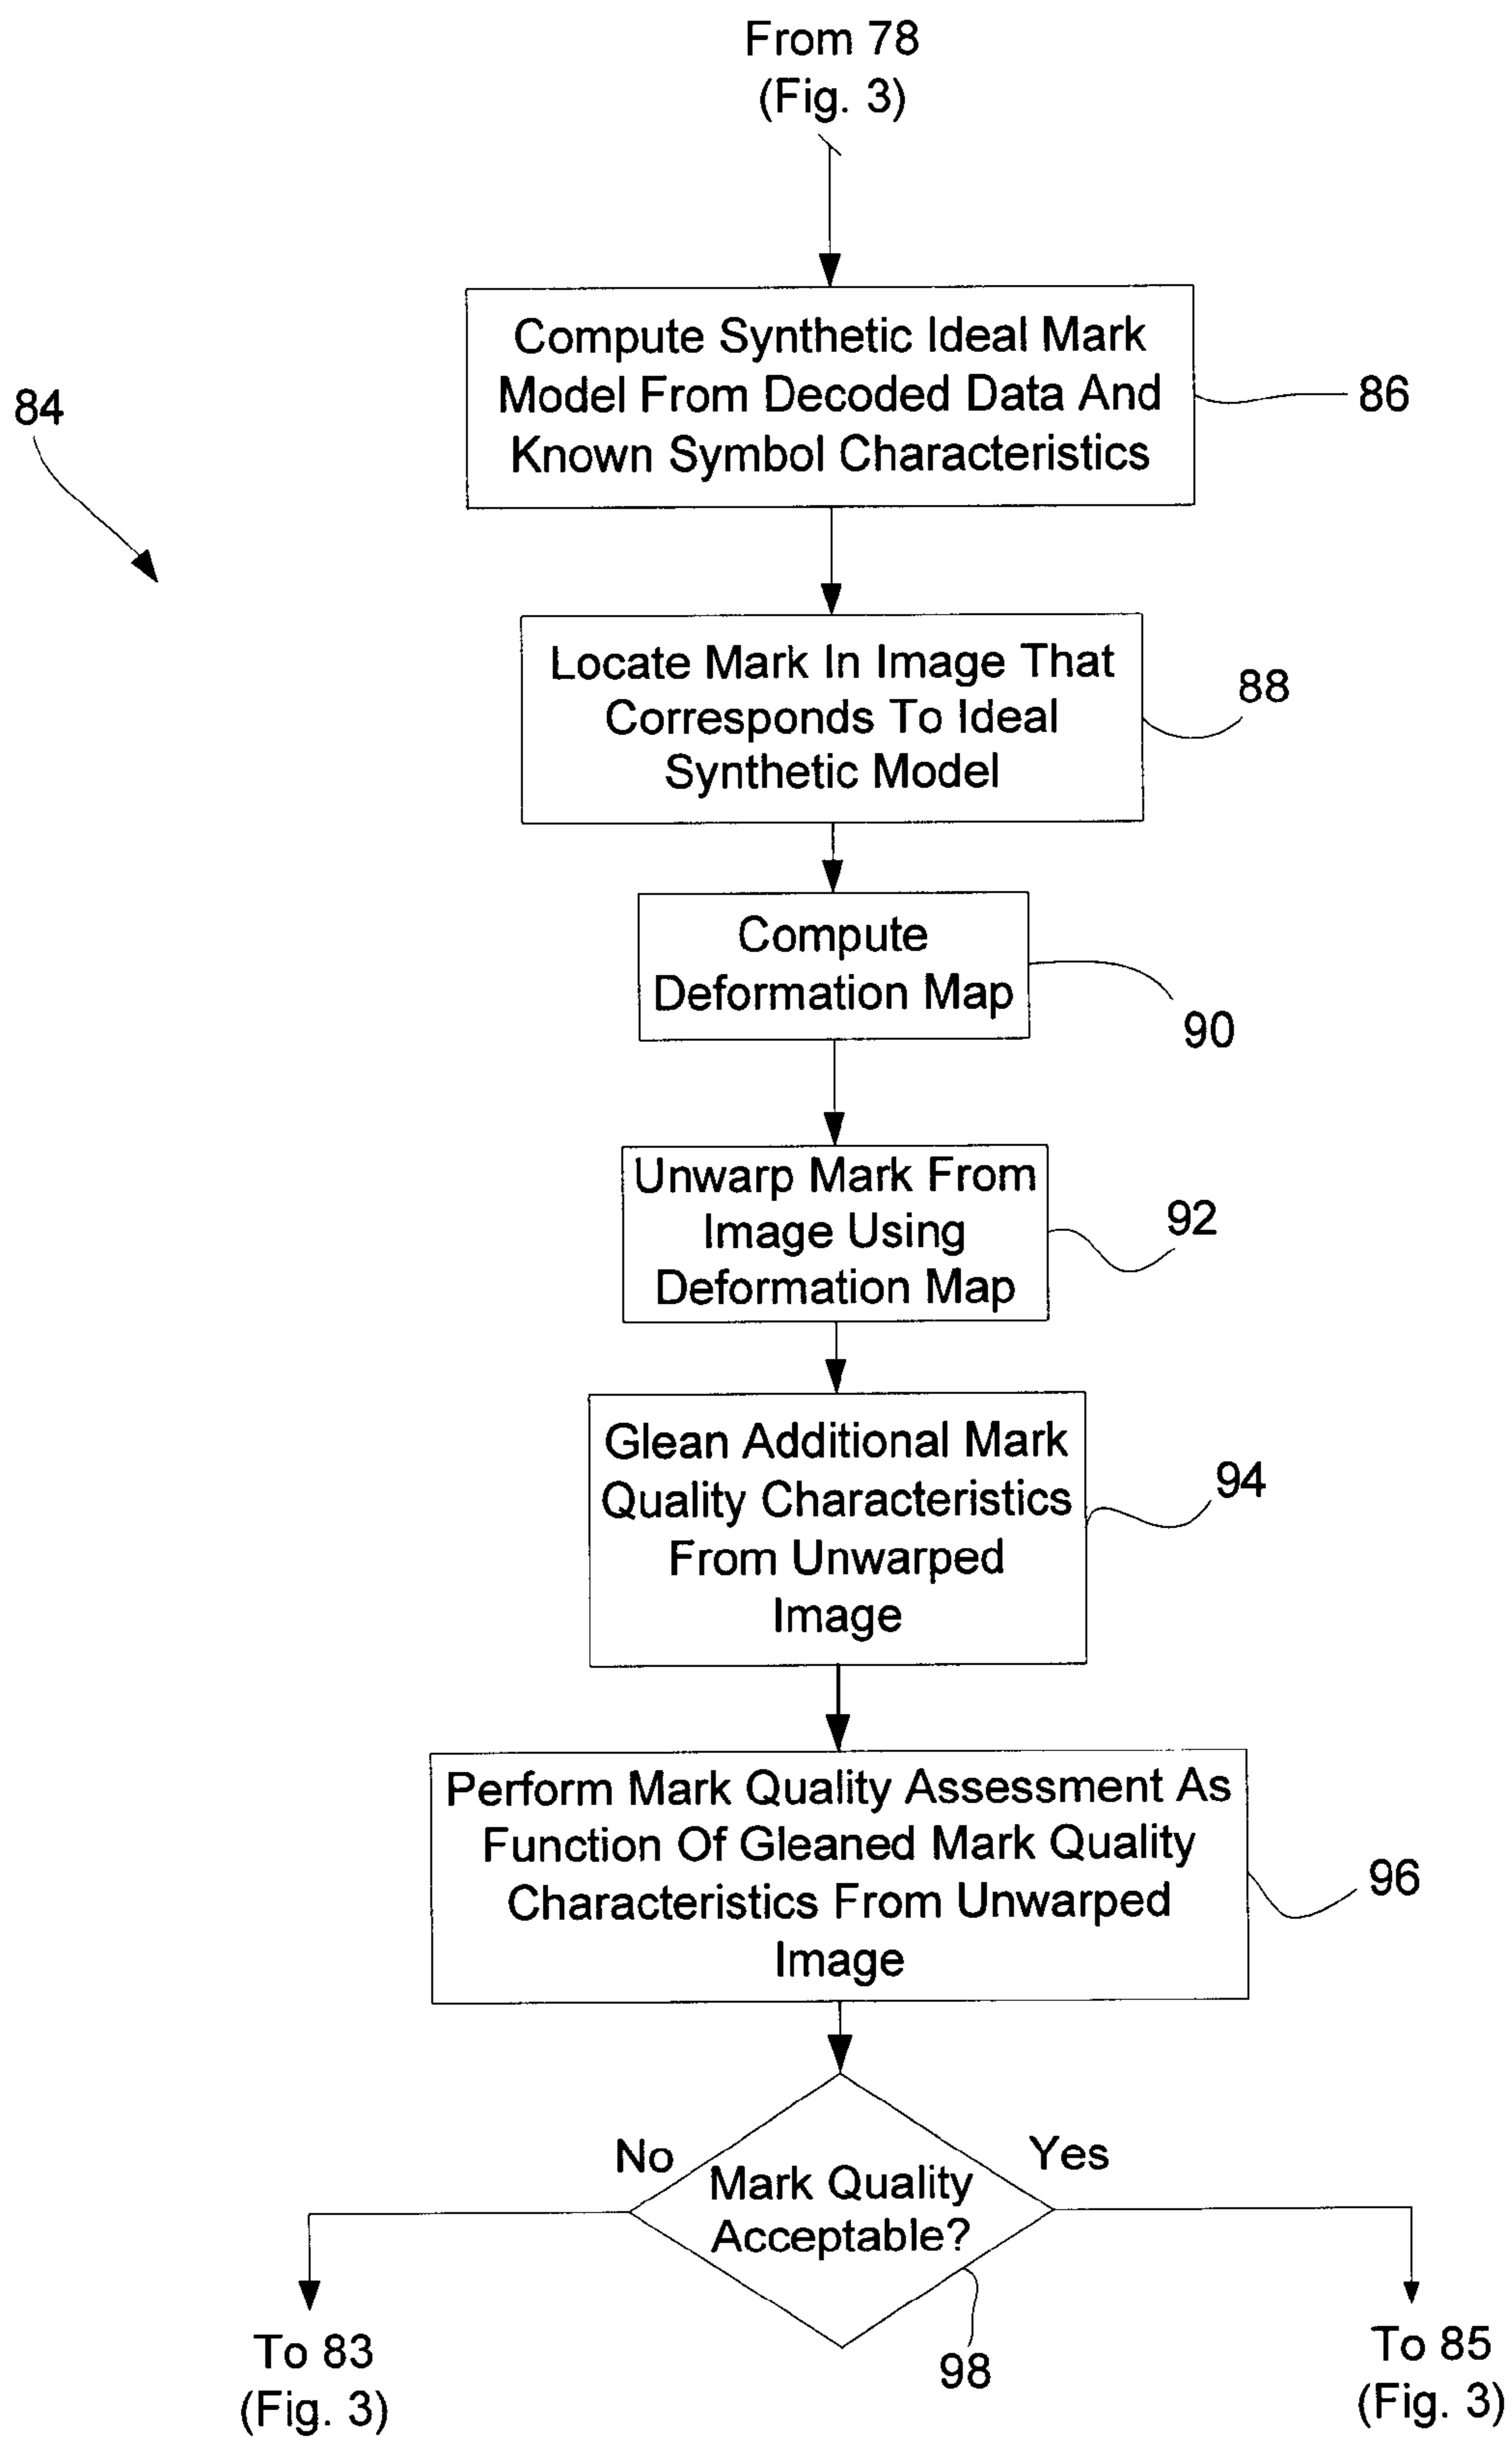 From 78
(Fig. 3)
84
Compute Synthetic Ideal Mark
Model From Decoded Data And
Known Symbol Characteristics
86
Locate Mark In Image That
Corresponds To Ideal
Synthetic Model
88
Compute
Deformation Map
90
Unwarp Mark From
Image Using
Deformation Map
92
Glean Additional Mark
Quality Characteristics
From Unwarped
Image
94
Perform Mark Quality Assessment As
Function Of Gleaned Mark Quality
Characteristics From Unwarped
Image
96
No
Yes
Mark Quality
Acceptable?
98
To 83
(Fig. 3)
To 85
(Fig. 3)